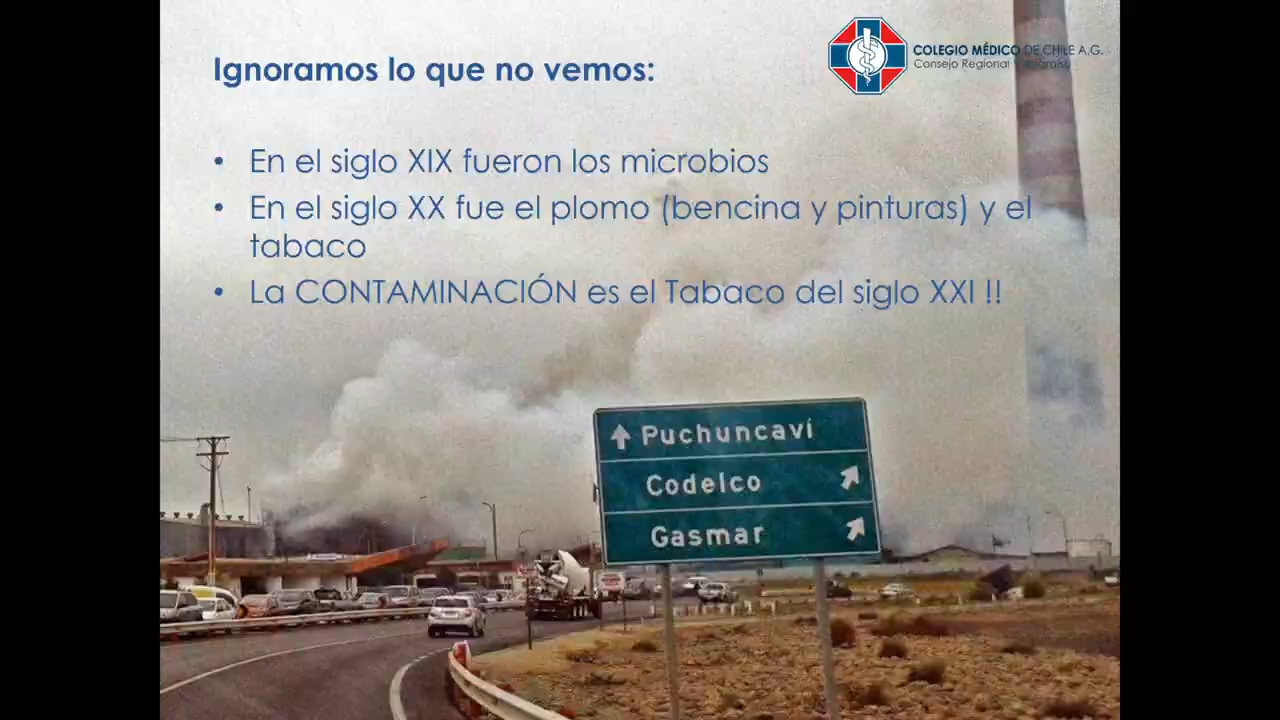 Ignoramos lo que no vemos:
COLEGIO MÉDICO DE CHILE A.G.
Consejo Regional Valparaíso
• En el siglo XIX fueron los microbios
• En el siglo XX fue el plomo (bencina y pinturas) y el
tabaco
• La CONTAMINACIÓN es el Tabaco del siglo XXI !!
Puchuncaví
Codelco
Gasmar